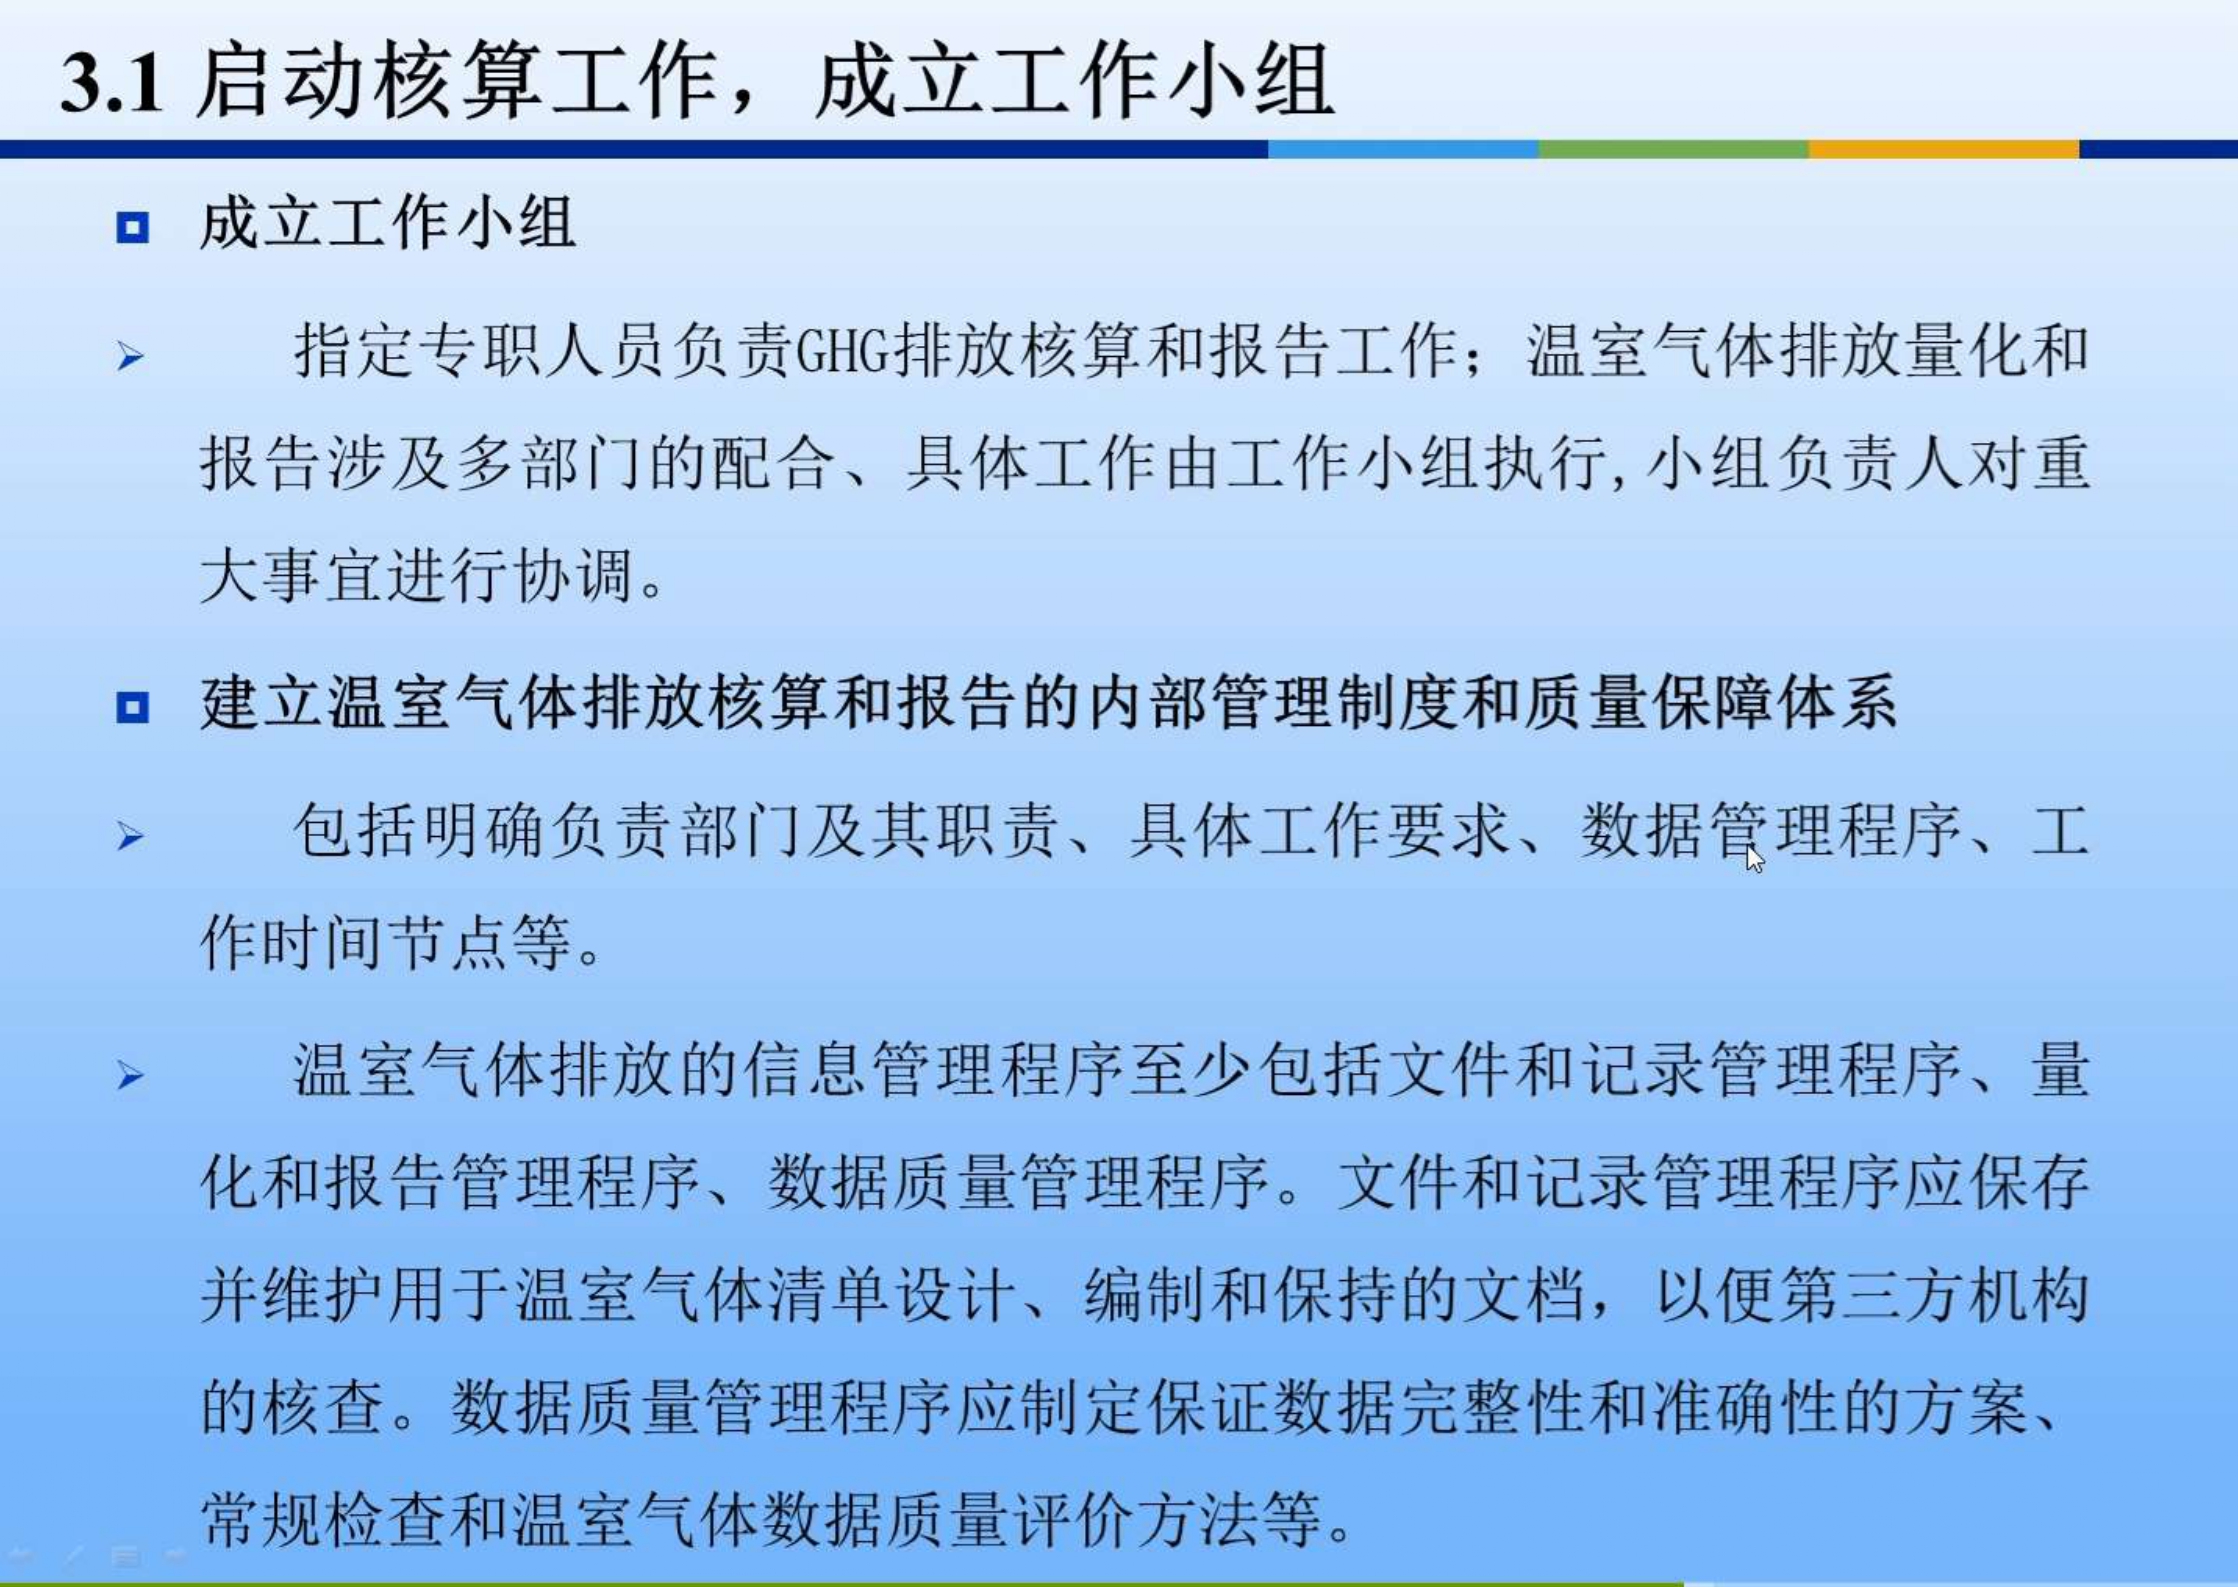 3.1 启动核算工作，成立工作小组
成立工作小组
指定专职人员负责GHG排放核算和报告工作；温室气体排放量化和
报告涉及多部门的配合、具体工作由工作小组执行,小组负责人对重
大事宜进行协调。
建立温室气体排放核算和报告的内部管理制度和质量保障体系
包括明确负责部门及其职责、具体工作要求、数据管理程序、工
作时间节点等。
温室气体排放的信息管理程序至少包括文件和记录管理程序、量
化和报告管理程序、数据质量管理程序。文件和记录管理程序应保存
并维护用于温室气体清单设计、编制和保持的文档，以便第三方机构
的核查。数据质量管理程序应制定保证数据完整性和准确性的方案、
常规检查和温室气体数据质量评价方法等。